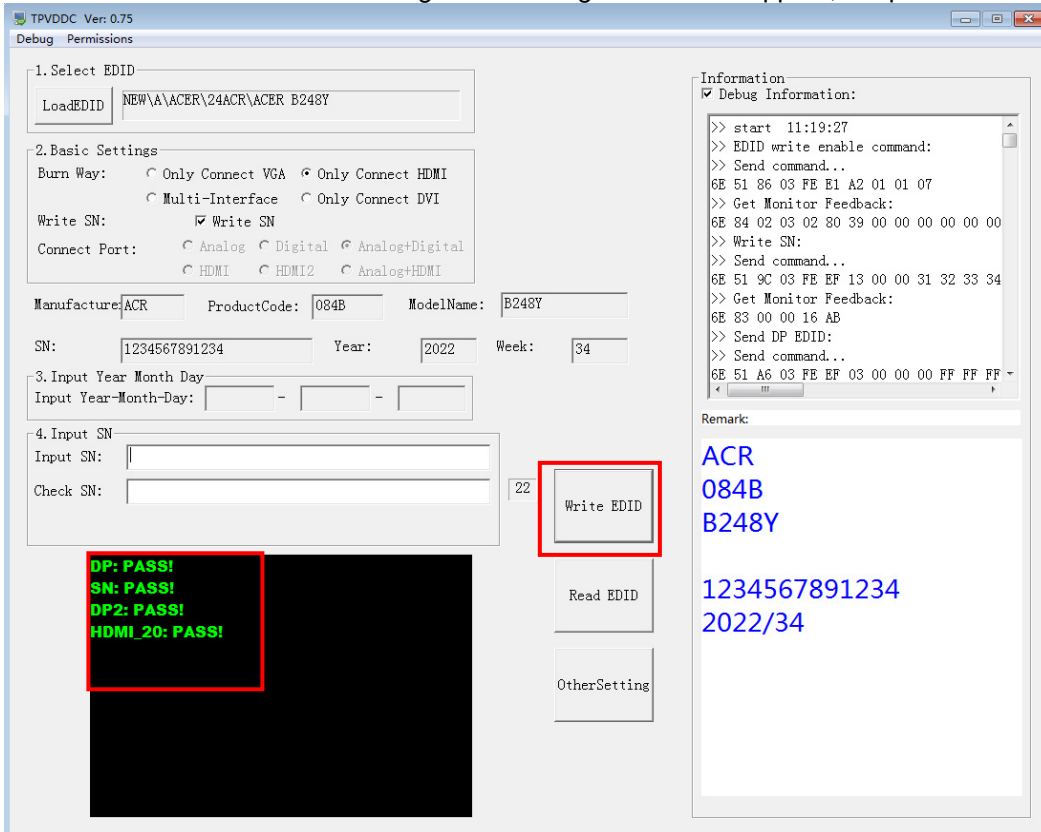 TPVDDC Ver: 0.75
Debug Permissions
1.Select EDID
LoadEDID NEW\A\ACER\24ACR\ACER B248Y
2.Basic Settings
Burn Way: Only Connect VGA Only Connect HDMI
Multi-Interface Only Connect DVI
Write SN: Write SN
Connect Port: Analog Digital Analog+Digital
HDMI HDMI2 Analog+HDMI
Manufacture: ACR ProductCode: 084B ModelName: B248Y
SN: 1234567891234 Year: 2022 Week: 34
3.Input Year Month Day
Input Year-Month-Day: - -
4.Input SN
Input SN:
Check SN:
22
Write EDID
Read EDID
OtherSetting
DP: PASS!
SN: PASS!
DP2: PASS!
HDMI_20: PASS!
Information
Debug Information:
>> start 11:19:27
>> EDID write enable command:
>> Send command...
6E 51 86 03 FE E1 A2 01 01 07
>> Get Monitor Feedback:
6E 84 02 03 02 80 39 00 00 00 00 00 00
>> Write SN:
>> Send command...
6E 51 9C 03 FE EF 13 00 00 31 32 33 34
>> Get Monitor Feedback:
6E 83 00 00 16 AB
>> Send DP EDID:
>> Send command...
6E 51 A6 03 FE EF 03 00 00 00 FF FF FF
Remark:
ACR
084B
B248Y
1234567891234
2022/34